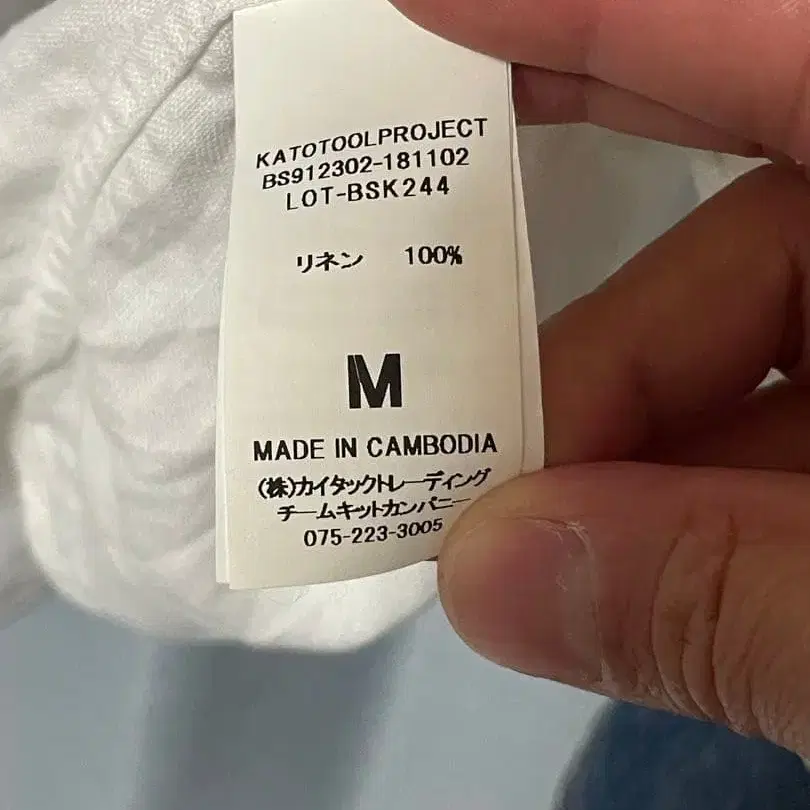 KATOTOOLPROJECT
BS912302-181102
LOT-BSK244
リネン 100%
M
MADE IN CAMBODIA
(株)カイタックトレーディング
チームキットカンパニー
075-223-3005